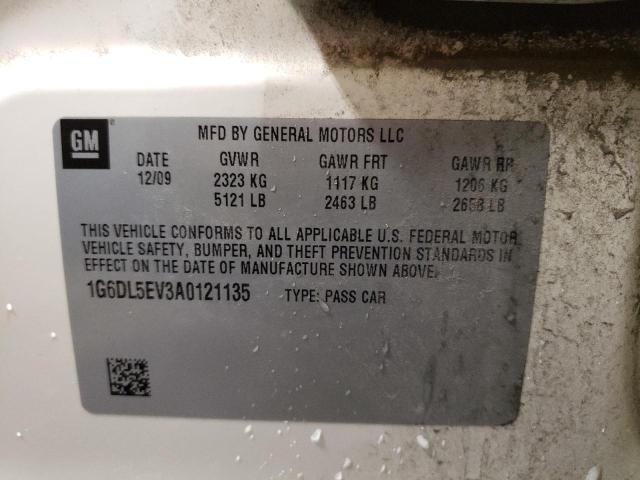 GM
MFD BY GENERAL MOTORS LLC
DATE GVWR GAWR FRT GAWR RR
12/09 2323 KG 1117 KG 1206 KG
5121 LB 2463 LB 2658 LB
THIS VEHICLE CONFORMS TO ALL APPLICABLE U.S. FEDERAL MOTOR
VEHICLE SAFETY, BUMPER, AND THEFT PREVENTION STANDARDS IN
EFFECT ON THE DATE OF MANUFACTURE SHOWN ABOVE.
1G6DL5EV3A0121135 TYPE: PASS CAR